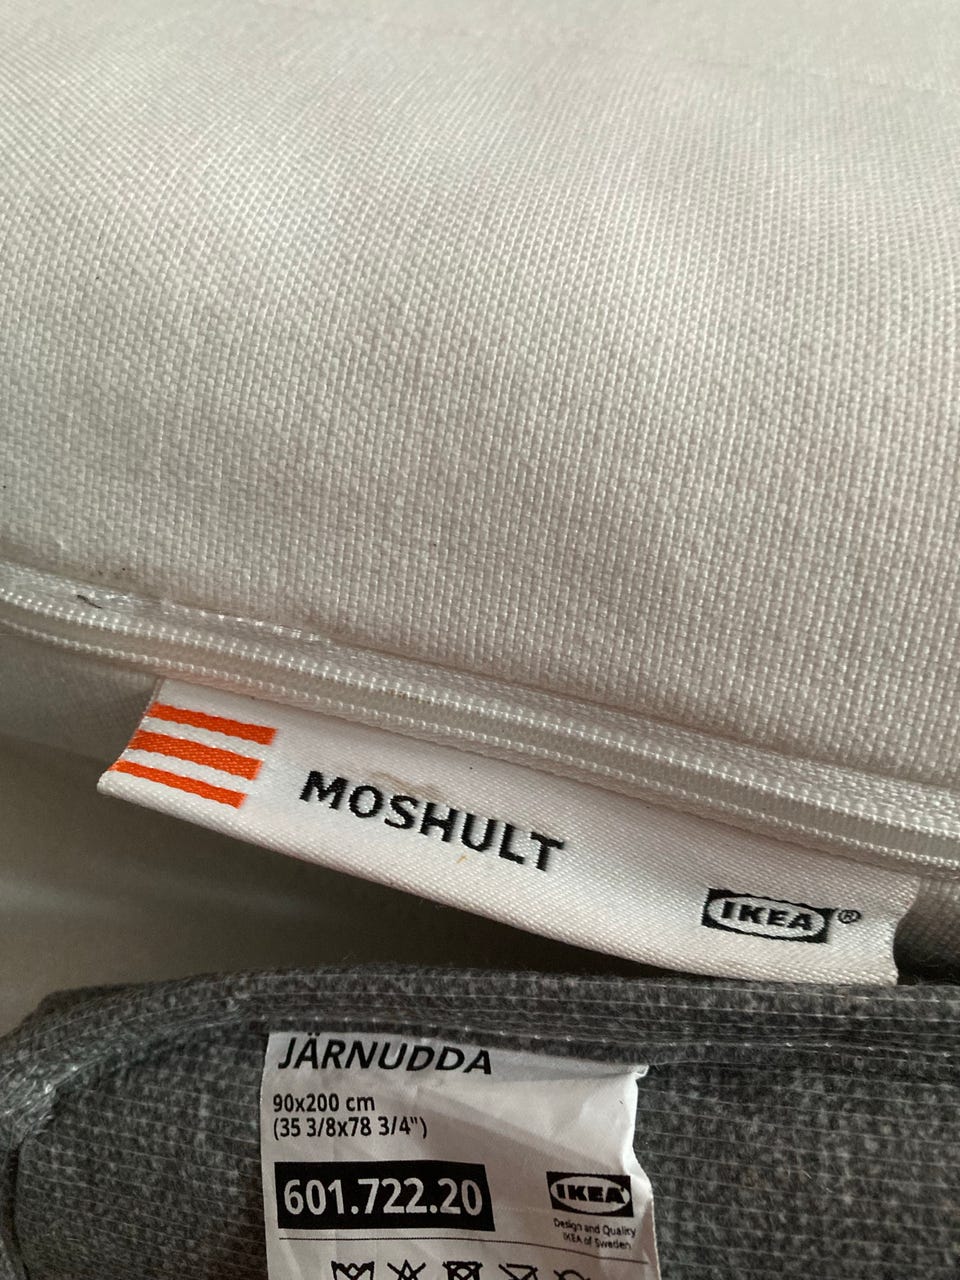 MOSHULT
IKEA®
JÄRNUDDA
90x200 cm
(35 3/8x78 3/4")
601.722.20
IKEA
Design and Quality
IKEA of Sweden